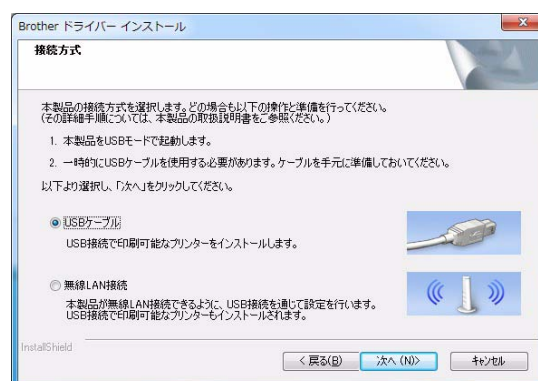 Brother ドライバー インストール
接続方式
本製品の接続方式を選択します。どの場合も以下の操作と準備を行ってください。
(その詳細手順については、本製品の取扱説明書をご参照ください。)
1. 本製品をUSBモードで起動します。
2. 一時的にUSBケーブルを使用する必要があります。ケーブルを手元に準備しておいてください。
以下より選択し、「次へ」をクリックしてください。
USBケーブル
USB接続で印刷可能なプリンターをインストールします。
無線LAN接続
本製品が無線LAN接続できるように、USB接続を通じて設定を行います。
USB接続で印刷可能なプリンターもインストールされます。
InstallShield
< 戻る(B) 次へ (N)> キャンセル